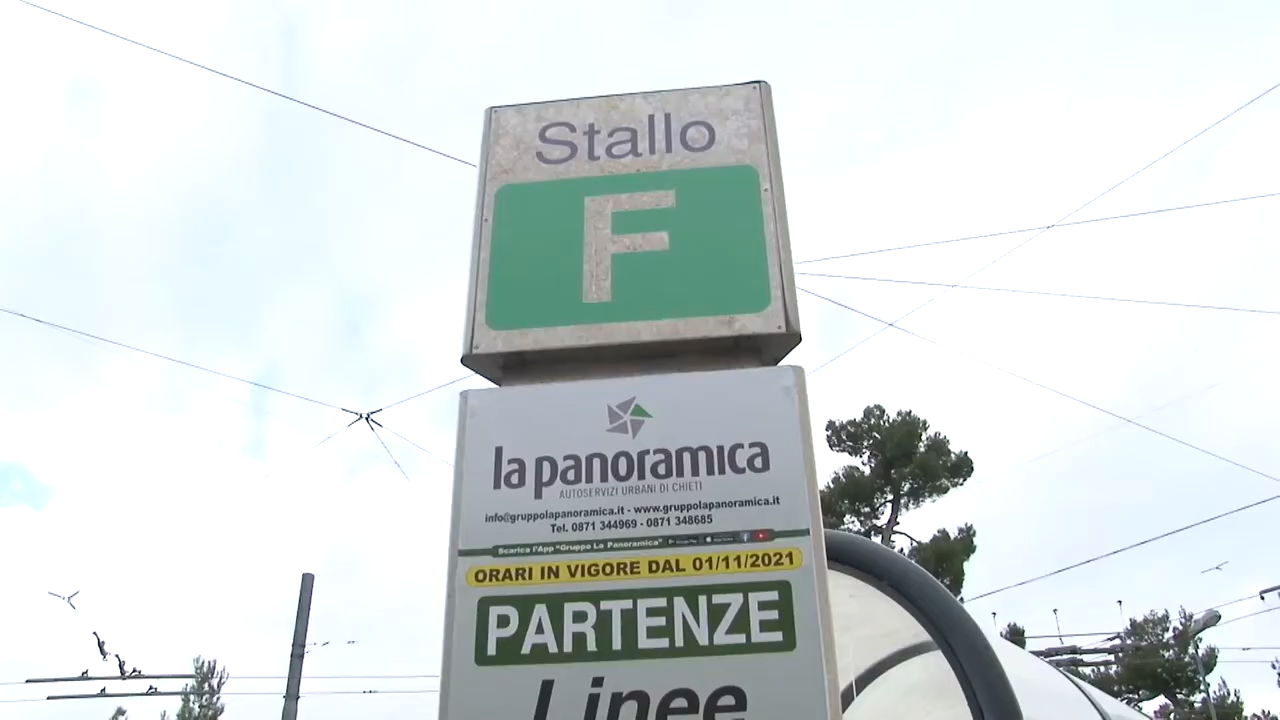 Stallo
F
la panoramica
AUTOSERVIZI URBANI DI CHIETI
info@gruppolapanoramica.it - www.gruppolapanoramica.it
Tel. 0871 344969 - 0871 348685
Scarica l'App "Gruppo La Panoramica"
ORARI IN VIGORE DAL 01/11/2021
PARTENZE
Linee